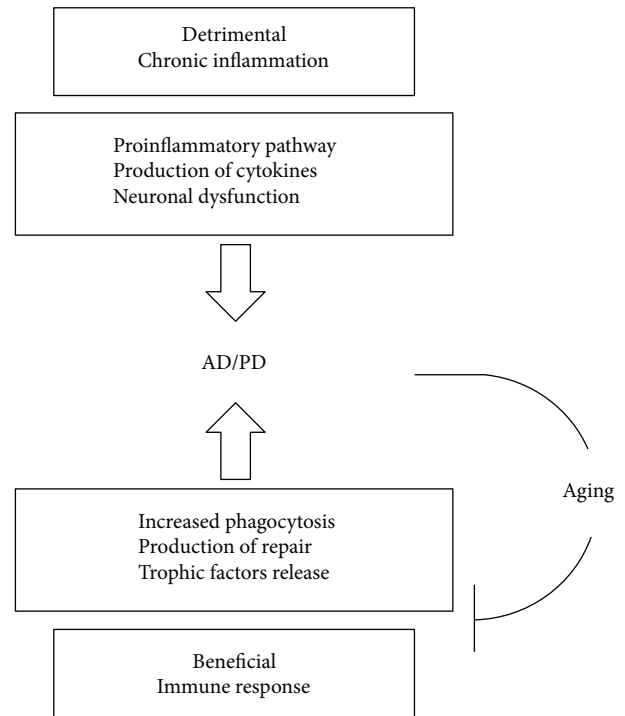 Detrimental
Chronic inflammation
Proinflammatory pathway
Production of cytokines
Neuronal dysfunction
AD/PD
Aging
Increased phagocytosis
Production of repair
Trophic factors release
Beneficial
Immune response